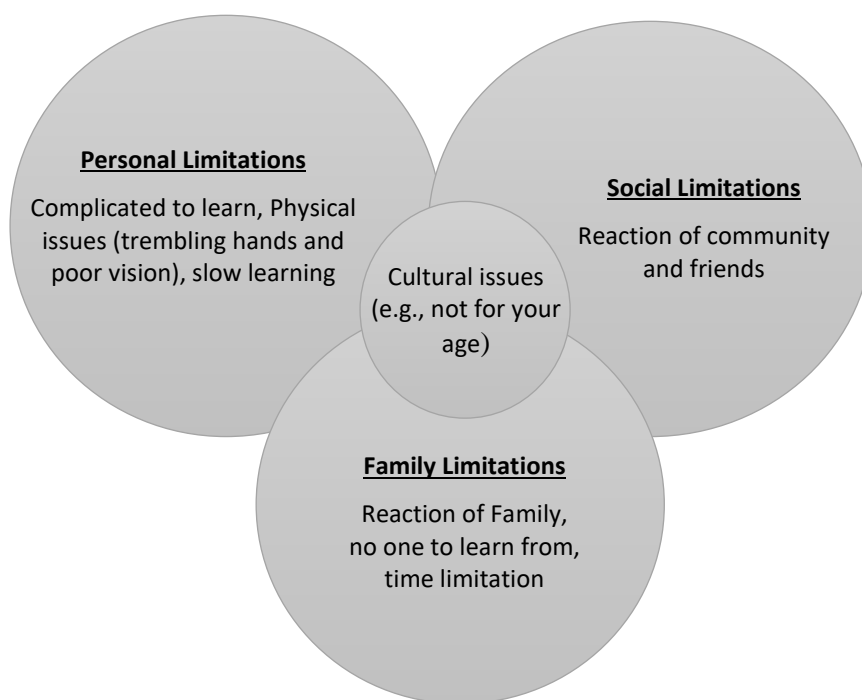 Personal Limitations
Complicated to learn, Physical
issues (trembling hands and
poor vision), slow learning
Social Limitations
Reaction of community
and friends
Cultural issues
(e.g., not for your
age)
Family Limitations
Reaction of Family,
no one to learn from,
time limitation